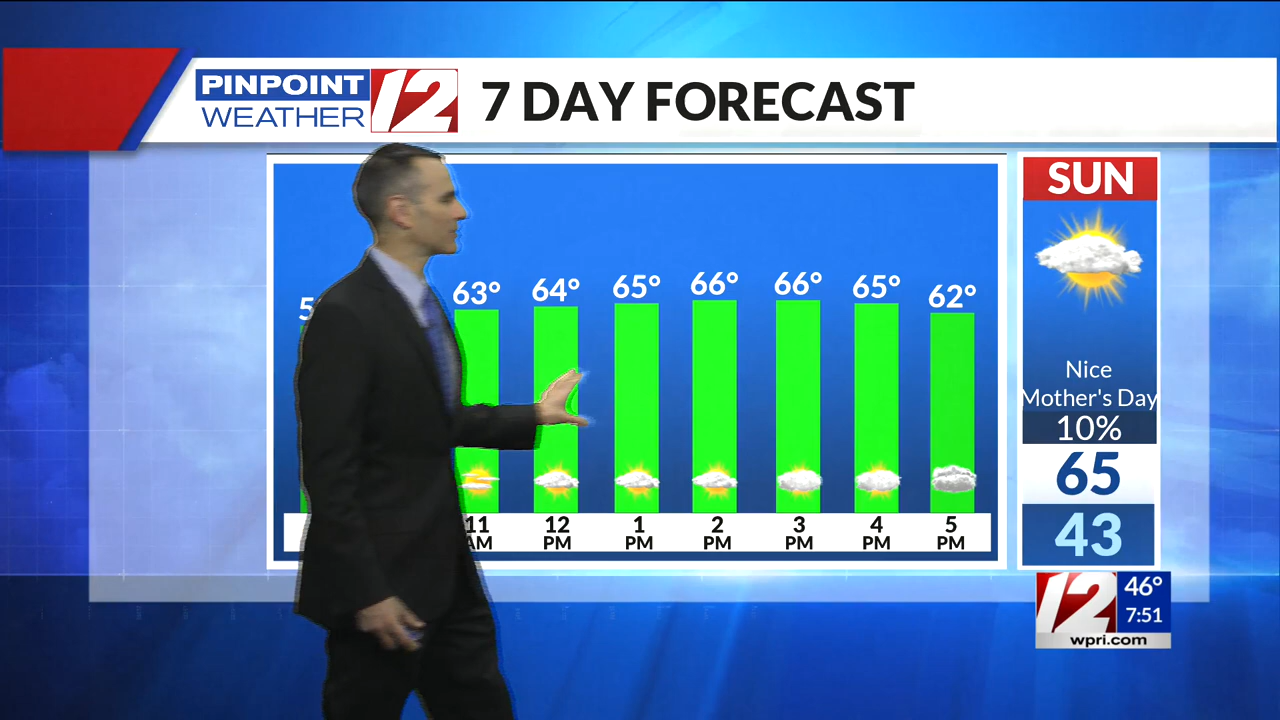 PINPOINT
WEATHER
12
7 DAY FORECAST
SUN
63° 64° 65° 66° 66° 65° 62°
Nice
Mother's Day
10%
65
43
11 12 1 2 3 4 5
AM PM PM PM PM PM PM
12
46°
7:51
wpri.com